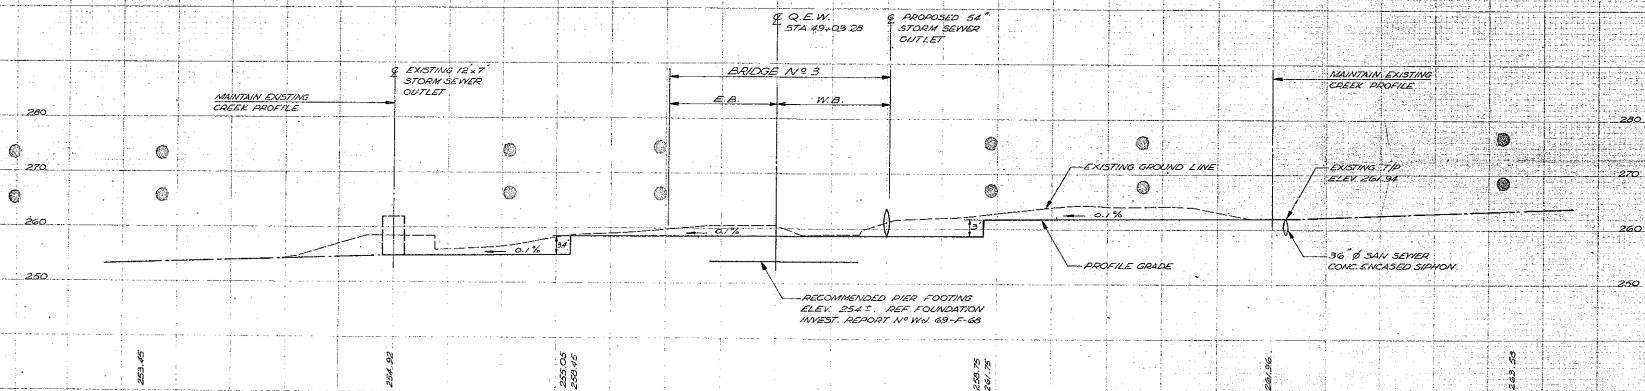 ℄ Q.E.W.
STA. 49+03.28
℄ PROPOSED 54"
STORM SEWER
OUTLET
℄ EXISTING 12'x7'
STORM SEWER
OUTLET
BRIDGE Nº 3
MAINTAIN EXISTING
CREEK PROFILE
MAINTAIN EXISTING
CREEK PROFILE
E.B.
W.B.
280
280
270
EXISTING GROUND LINE
EXISTING T/P
ELEV. 261.94
270
260
0.1%
0.1%
0.1%
3'
260
PROFILE GRADE
36" Ø SAN SEWER
CONC. ENCASED SIPHON
250
250
RECOMMENDED PIER FOOTING
ELEV. 254±. REF. FOUNDATION
INVEST. REPORT Nº W.J. 69-F-68
253.45
254.92
255.05
258.45
258.75
261.75
261.96
263.58